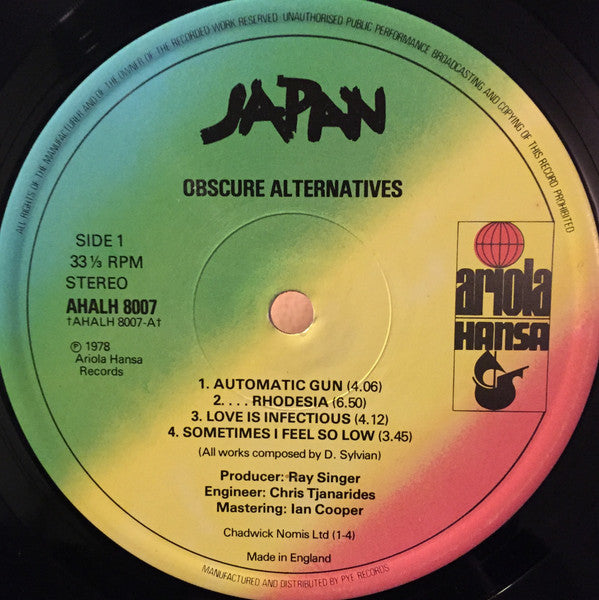 ALL RIGHTS OF THE MANUFACTURER AND OF THE OWNER OF THE RECORDED WORK RESERVED UNAUTHORISED PUBLIC PERFORMANCE BROADCASTING AND COPYING OF THIS RECORD PROHIBITED
JAPAN
OBSCURE ALTERNATIVES
SIDE 1
33 ⅓ RPM
STEREO
AHALH 8007
†AHALH 8007-A†
℗ 1978
Ariola Hansa
Records
ariola
HANSA
1. AUTOMATIC GUN (4.06)
2. . . . RHODESIA (6.50)
3. LOVE IS INFECTIOUS (4.12)
4. SOMETIMES I FEEL SO LOW (3.45)
(All works composed by D. Sylvian)
Producer: Ray Singer
Engineer: Chris Tjanarides
Mastering: Ian Cooper
Chadwick Nomis Ltd (1-4)
Made in England
MANUFACTURED AND DISTRIBUTED BY PYE RECORDS